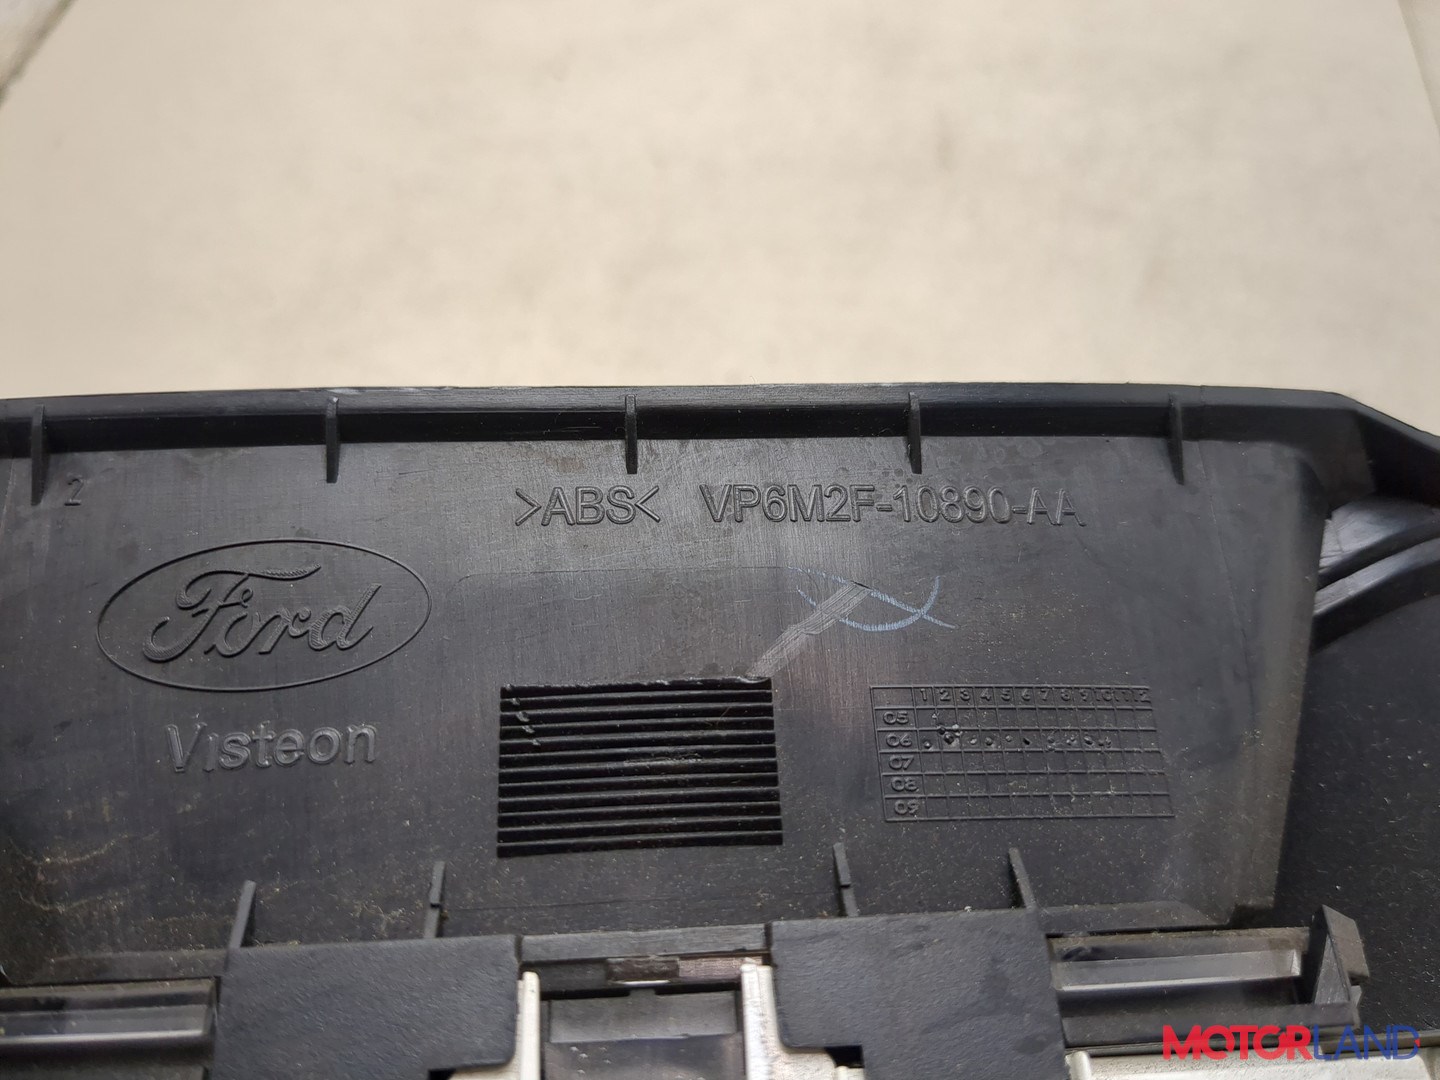 2
>ABS< VP6M2F-10890-AA
Ford
Visteon
1 2 3 4 5 6 7 8 9 10 11 12
05
06
07
08
09
MOTORLAND